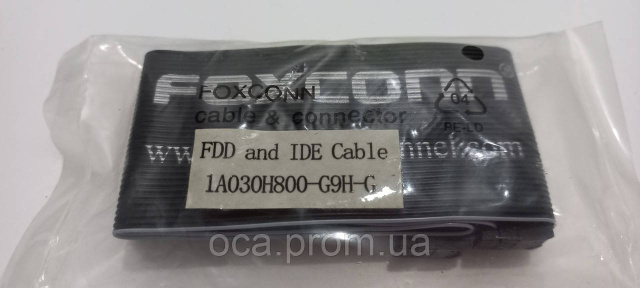 FOXCONN
FOXCONN
cable & connector
04
PE-LD
FDD and IDE Cable
1A030H800-G9H-G
oca.prom.ua